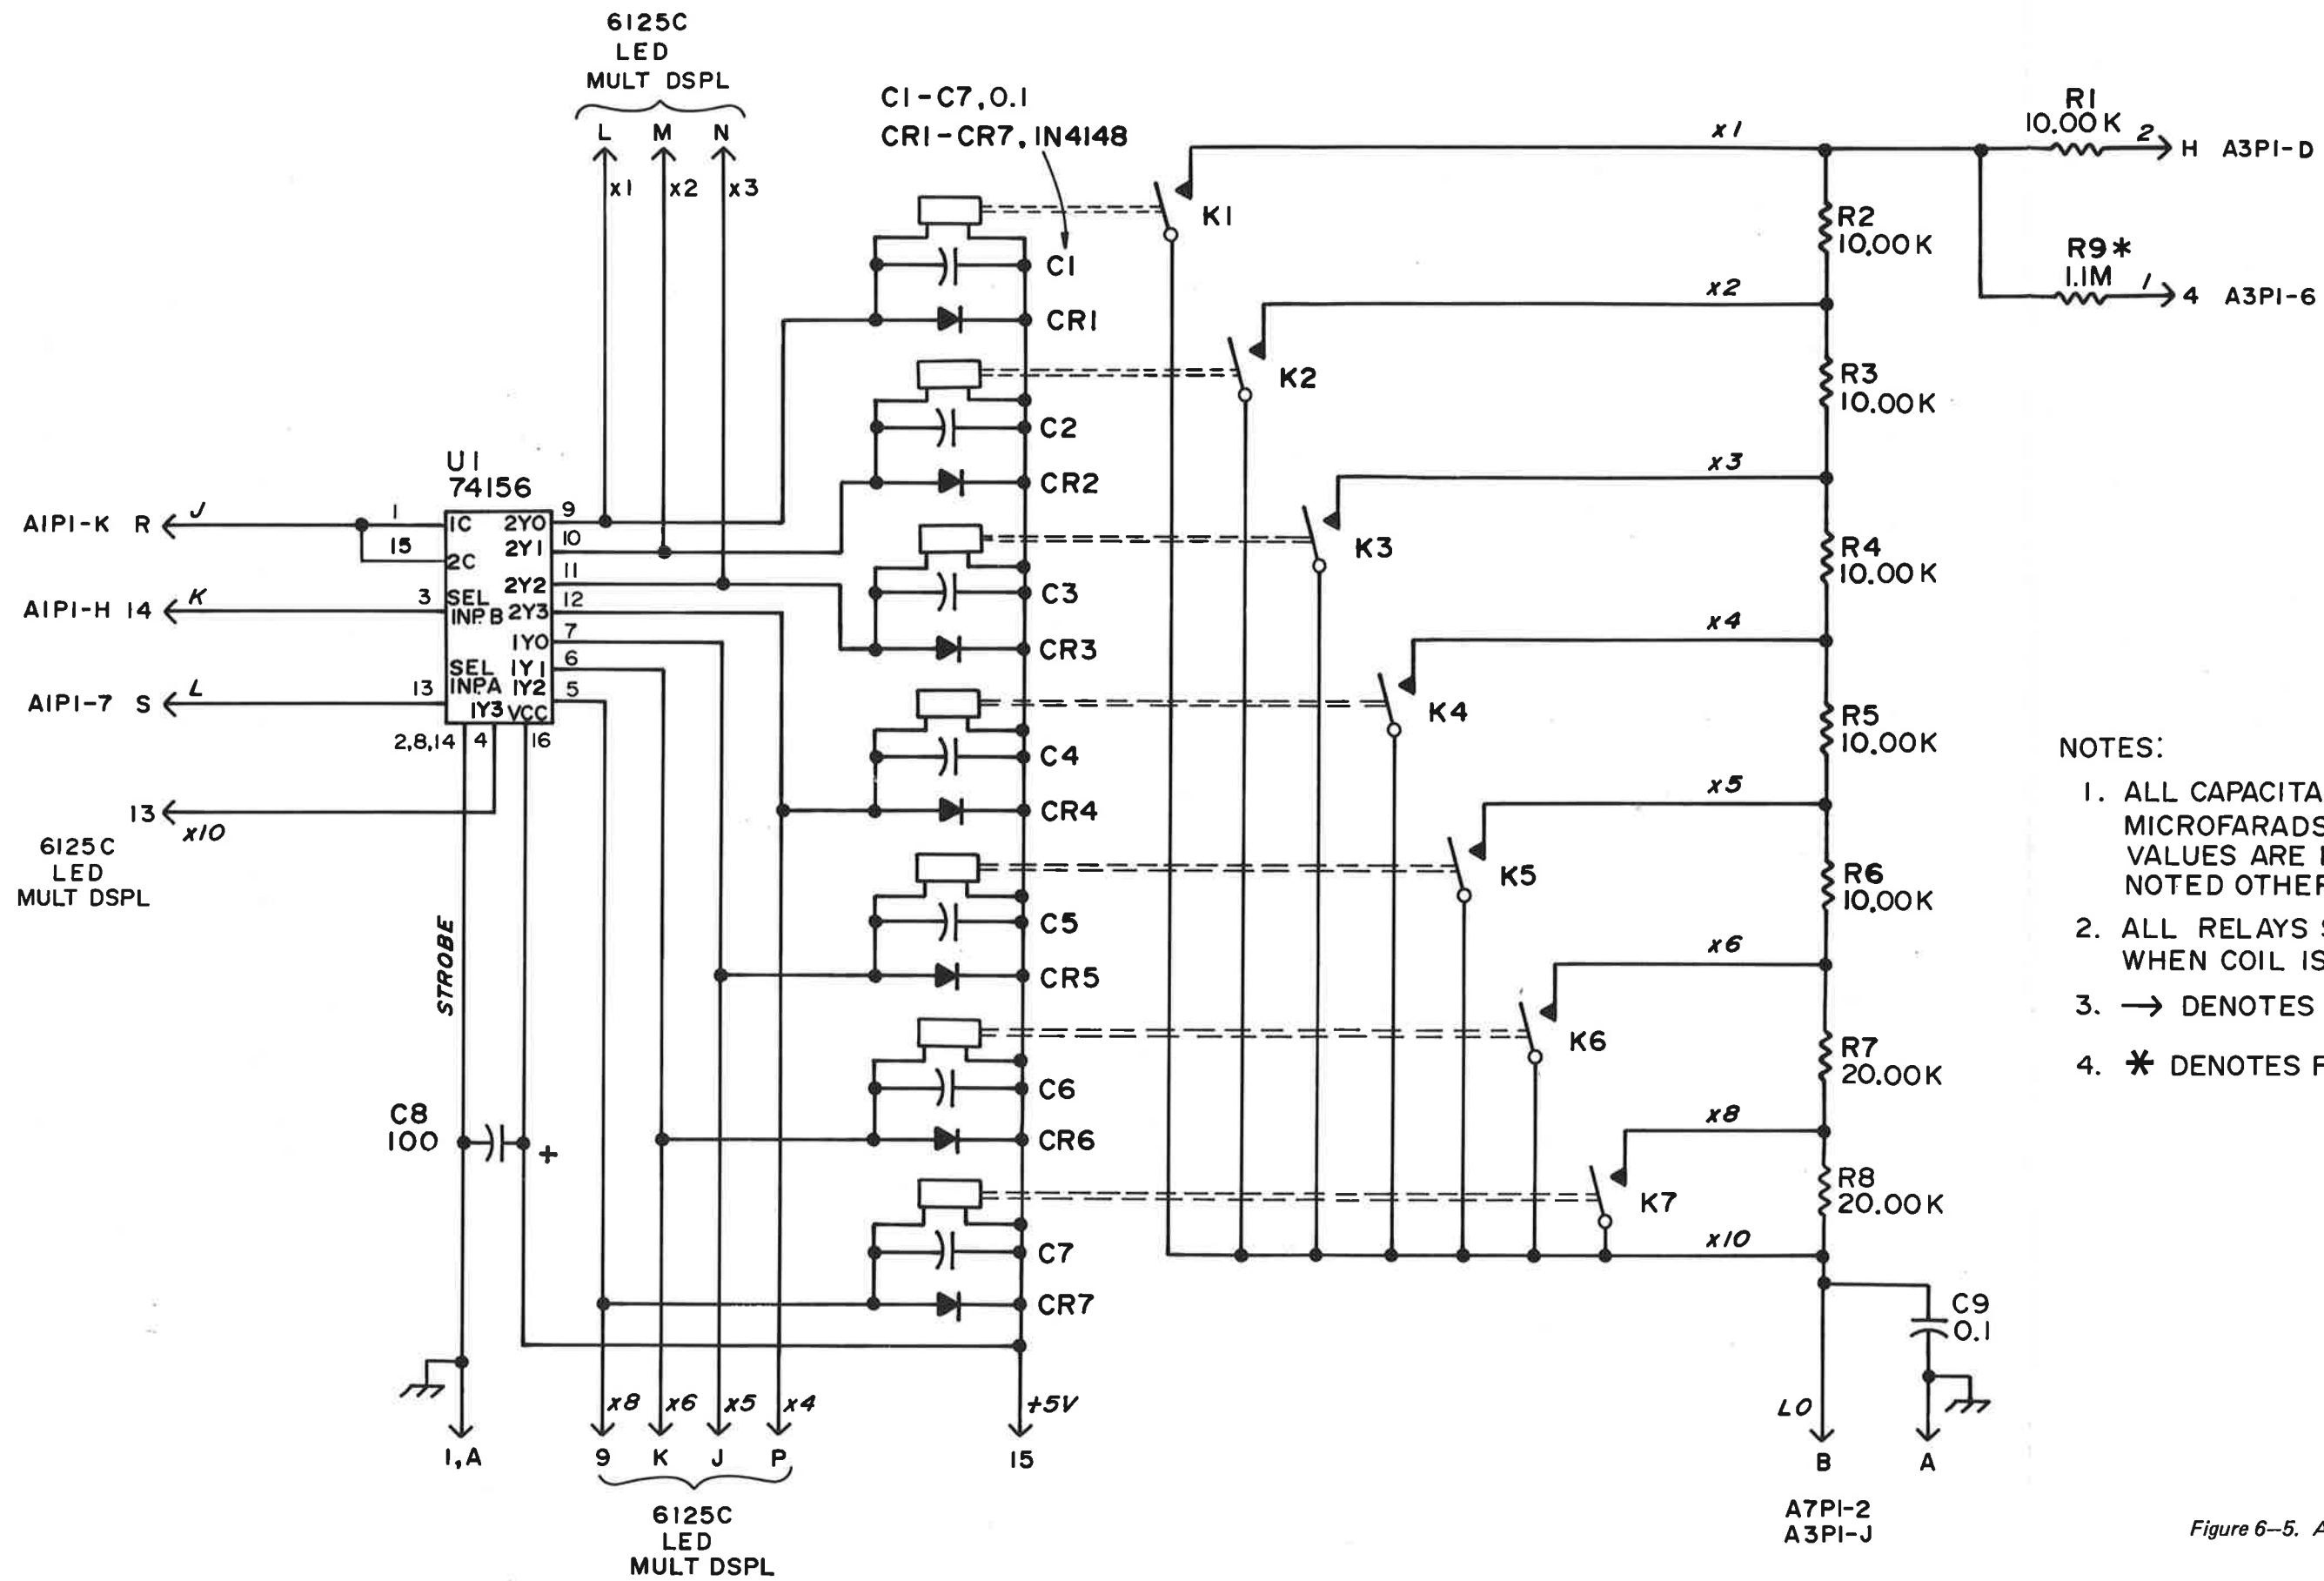 6125C
LED
MULT DSPL
L M N
x1 x2 x3
C1-C7, 0.1
CR1-CR7, IN4148
K1
C1
CR1
K2
C2
CR2
K3
C3
CR3
K4
C4
CR4
K5
C5
CR5
K6
C6
CR6
K7
C7
CR7
U1
74156
A1P1-K R J 1 1C 2Y0 9
15 2C 2Y1 10
2Y2 11
A1P1-H 14 K 3 SEL INP.B 2Y3 12
1Y0 7
SEL 1Y1 6
A1P1-7 S L 13 INPA 1Y2 5
1Y3 VCC
2,8,14 4 16
13 x10
6125C
LED
MULT DSPL
STROBE
C8
100
+
1,A
x8 x6 x5 x4
9 K J P
6125C
LED
MULT DSPL
+5V
15
x1
x2
x3
x4
x5
x6
x8
x10
R1
10.00K 2 H A3P1-D
R9*
1.1M 1 4 A3P1-6
R2
10.00K
R3
10.00K
R4
10.00K
R5
10.00K
R6
10.00K
R7
20.00K
R8
20.00K
C9
0.1
LO
B A
A7P1-2
A3P1-J
NOTES:
1. ALL CAPACITA
MICROFARADS
VALUES ARE
NOTED OTHER
2. ALL RELAYS
WHEN COIL IS
3. → DENOTES
4. * DENOTES F
Figure 6-5. A